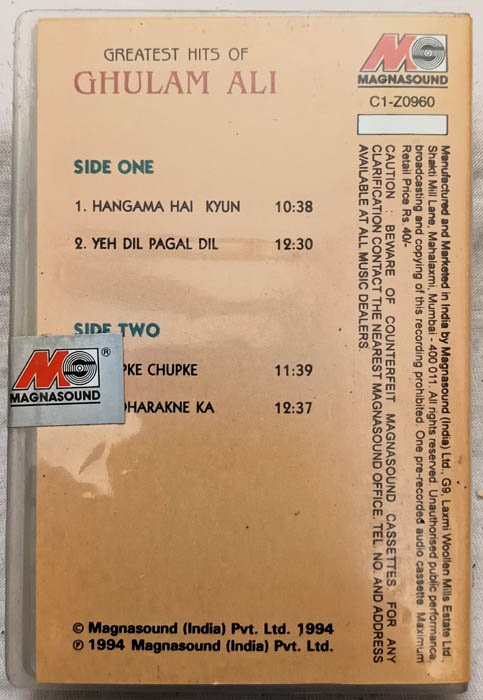 GREATEST HITS OF
GHULAM ALI
SIDE ONE
1. HANGAMA HAI KYUN 10:38
2. YEH DIL PAGAL DIL 12:30
SIDE TWO
PKE CHUPKE 11:39
DHARAKNE KA 12:37
MG ®
MAGNASOUND
© Magnasound (India) Pvt. Ltd. 1994
℗ 1994 Magnasound (India) Pvt. Ltd.
MG
MAGNASOUND
C1-Z0960
Manufactured and Marketed in India by Magnasound (India) Ltd., G9, Laxmi Woollen Mills Estate Ltd.,
Shakti Mill Lane, Mahalaxmi, Mumbai - 400 011. All rights reserved. Unauthorised public performance,
broadcasting and copying of this recording prohibited. One pre-recorded audio cassette. Maximum
Retail Price Rs. 40/-
CAUTION : BEWARE OF COUNTERFEIT MAGNASOUND CASSETTES. FOR ANY
CLARIFICATION CONTACT THE NEAREST MAGNASOUND OFFICE. TEL. NO. AND ADDRESS
AVAILABLE AT ALL MUSIC DEALERS.